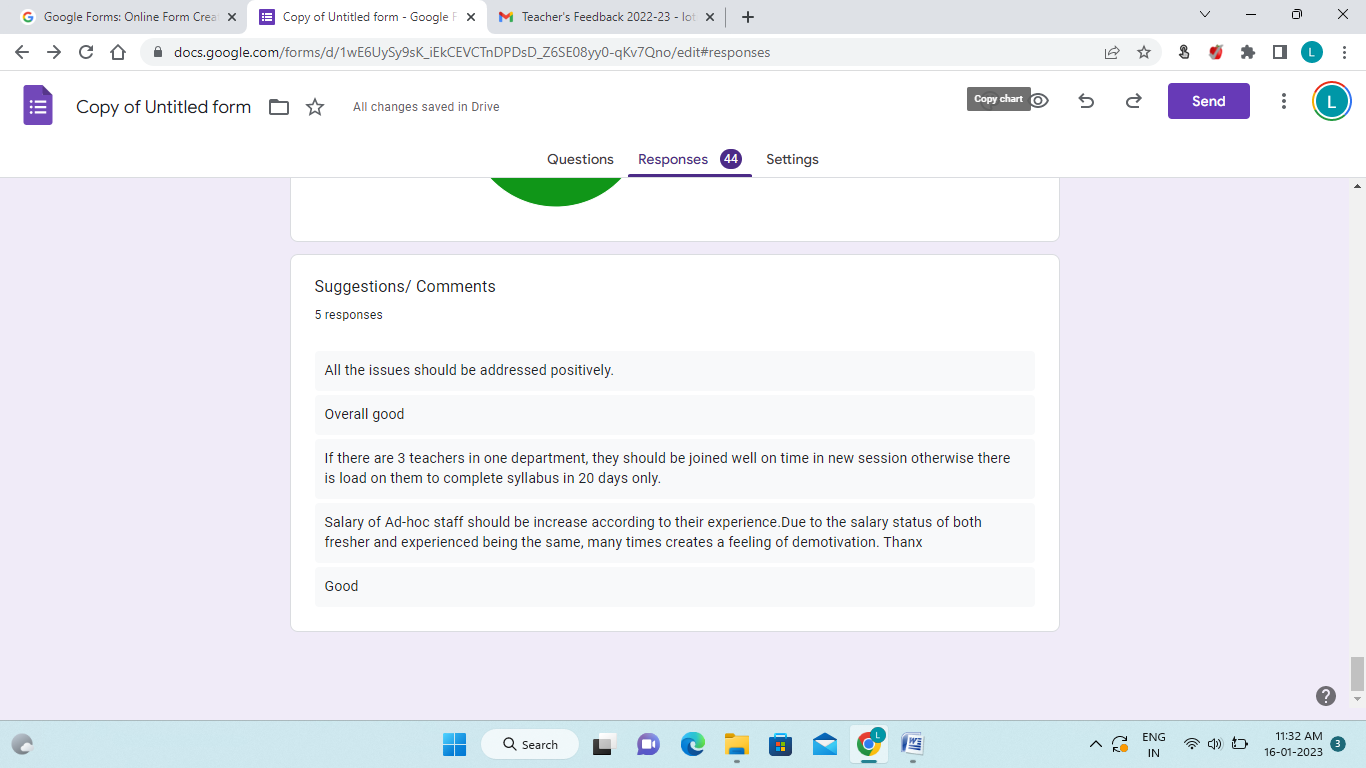 Google Forms: Online Form Crea
Copy of Untitled form - Google F
Teacher's Feedback 2022-23 - lot
docs.google.com/forms/d/1wE6UySy9sK_iEkCEVCTnDPDsD_Z6SE08yy0-qKv7Qno/edit#responses
L
Copy of Untitled form
All changes saved in Drive
Copy chart
Send
L
Questions
Responses 44
Settings
Suggestions/ Comments
5 responses
All the issues should be addressed positively.
Overall good
If there are 3 teachers in one department, they should be joined well on time in new session otherwise there
is load on them to complete syllabus in 20 days only.
Salary of Ad-hoc staff should be increase according to their experience.Due to the salary status of both
fresher and experienced being the same, many times creates a feeling of demotivation. Thanx
Good
Search
L
ENG
IN
11:32 AM
16-01-2023
3